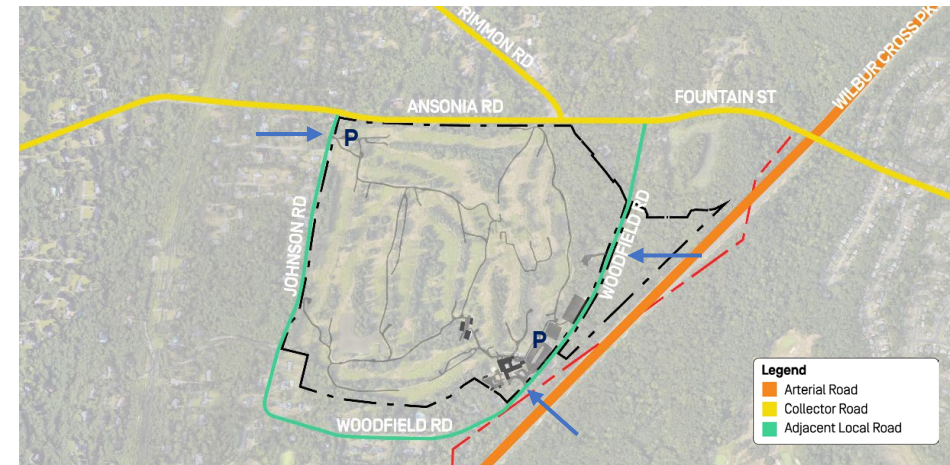 RIMMON RD
WILBUR CROSS PK
ANSONIA RD
FOUNTAIN ST
P
JOHNSON RD
WOODFIELD RD
P
WOODFIELD RD
Legend
Arterial Road
Collector Road
Adjacent Local Road